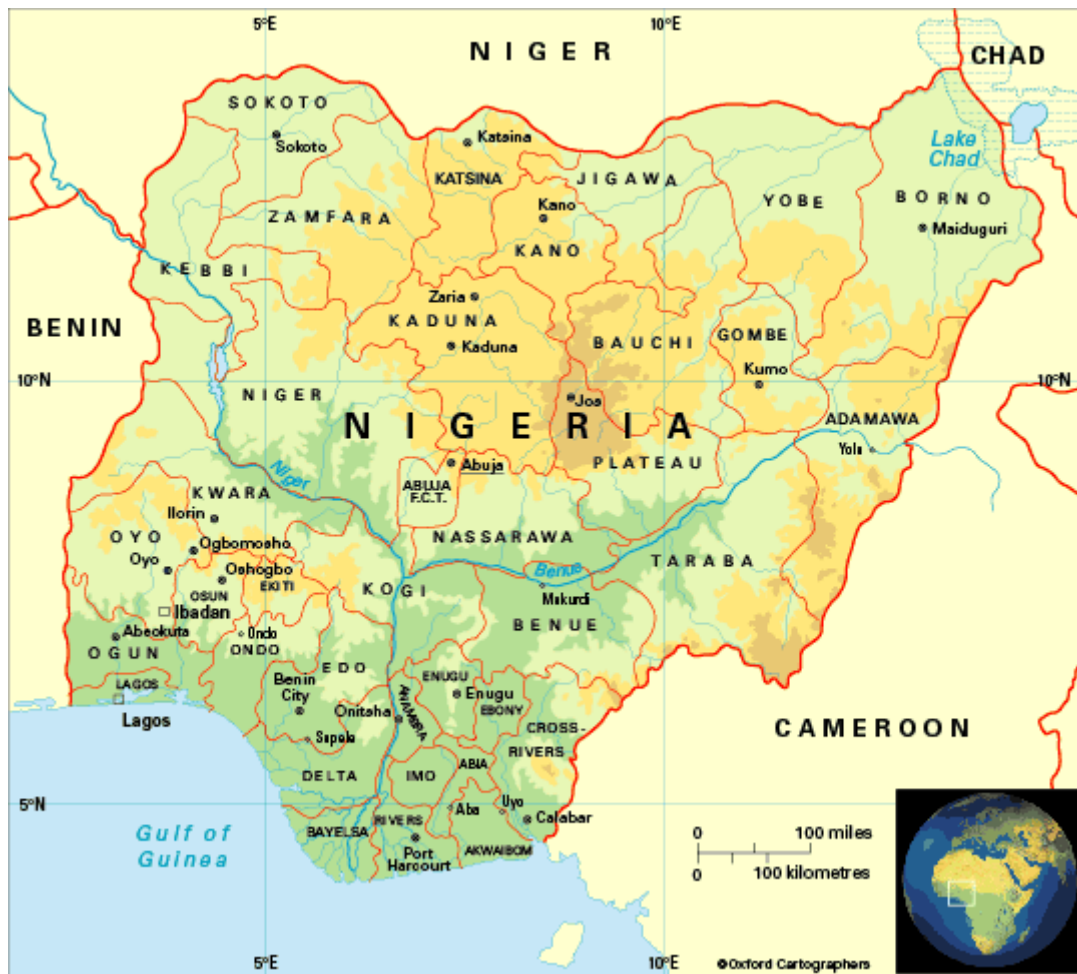 5°E
10°E
NIGER
CHAD
SOKOTO
Sokoto
Katsina
KATSINA
JIGAWA
Lake
Chad
YOBE
BORNO
Maiduguri
ZAMFARA
Kano
KANO
KEBBI
Zaria
KADUNA
Kaduna
BENIN
BAUCHI
GOMBE
Kumo
10°N
10°N
NIGER
Jos
NIGERIA
ADAMAWA
Yola
PLATEAU
Abuja
ABUJA
F.C.T.
Niger
KWARA
Ilorin
OYO
Ogbomosho
Oyo
Oshogbo
EKITI
OSUN
Ibadan
NASSARAWA
Benue
TARABA
KOGI
Makurdi
BENUE
Abeokuta
OGUN
Ondo
ONDO
EDO
LAGOS
Lagos
Benin
City
Onitsha
ANAMBRA
ENUGU
Enugu
EBONY
CROSS-
RIVERS
Sapele
DELTA
IMO
ABIA
CAMEROON
5°N
5°N
Gulf of
Guinea
BAYELSA
RIVERS
Aba
Uyo
Calabar
Port
Harcourt
AKWAIBOM
0
100 miles
0
100 kilometres
5°E
10°E
©Oxford Cartographers